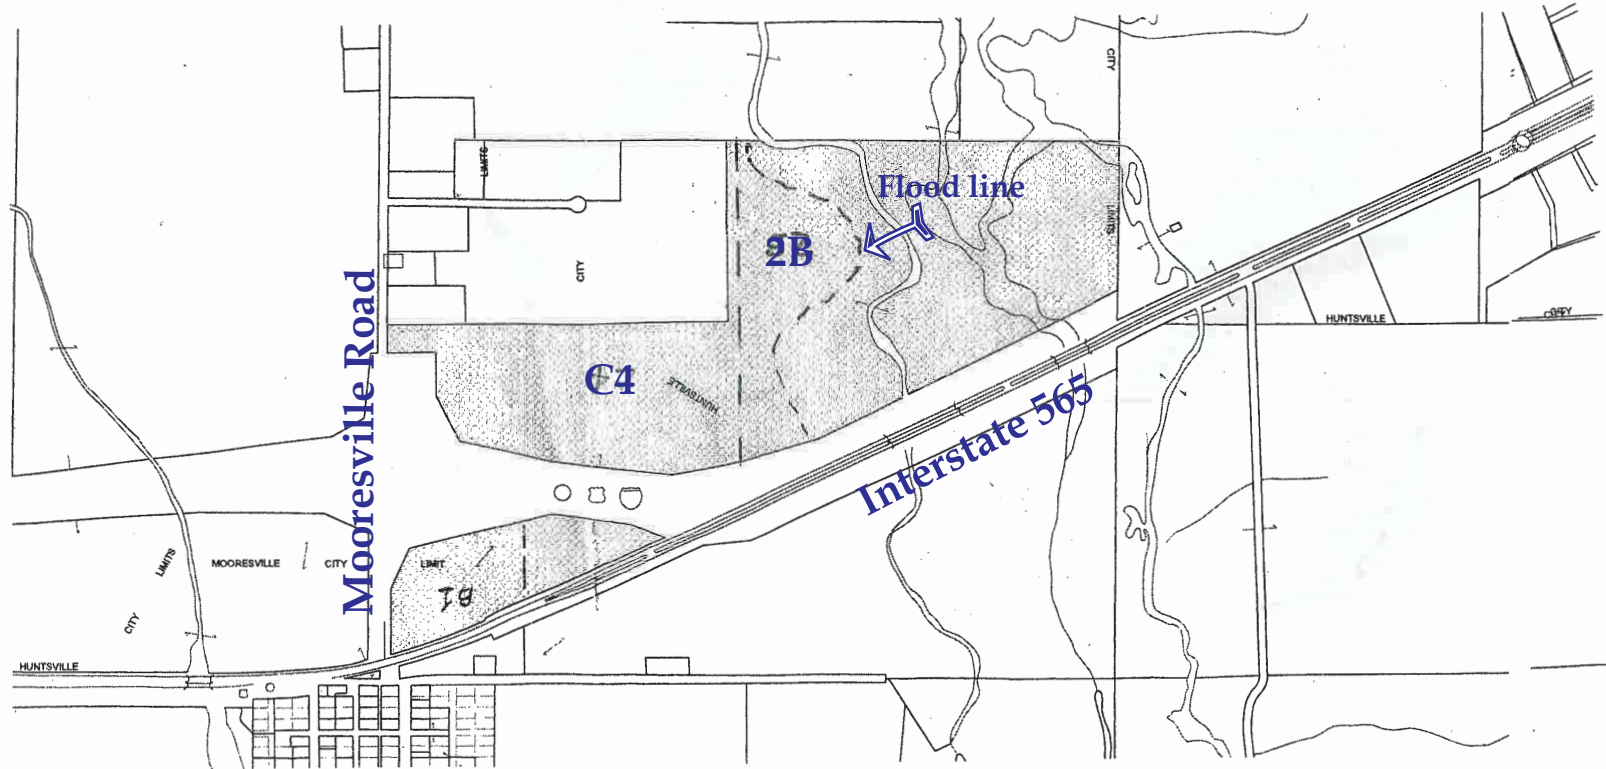 CITY
LIMITS
Flood line
LIMITS
2B
CITY
HUNTSVILLE
CITY
Mooresville Road
C4
HUNTSVILLE
Interstate 565
LIMITS
MOORESVILLE
CITY
LIMIT
B1
CITY
HUNTSVILLE